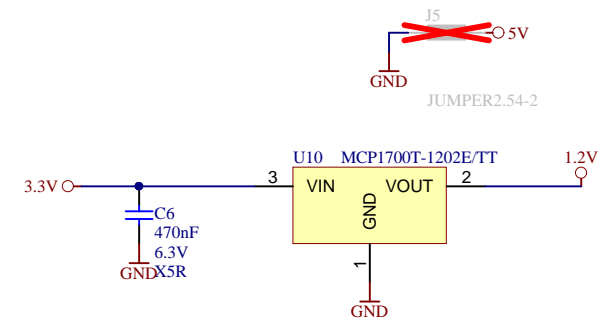 J5
5V
GND
JUMPER2.54-2
U10 MCP1700T-1202E/TT
1.2V
3.3V
3
VIN
VOUT
2
GND
C6
470nF
6.3V
X5R
GND
1
GND